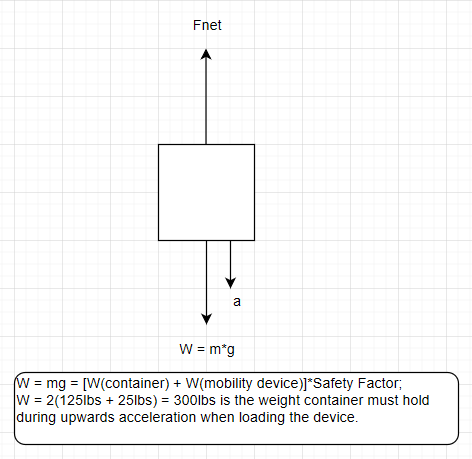 Fnet
a
W = m*g
W = mg = [W(container) + W(mobility device)]*Safety Factor;
W = 2(125lbs + 25lbs) = 300lbs is the weight container must hold
during upwards acceleration when loading the device.